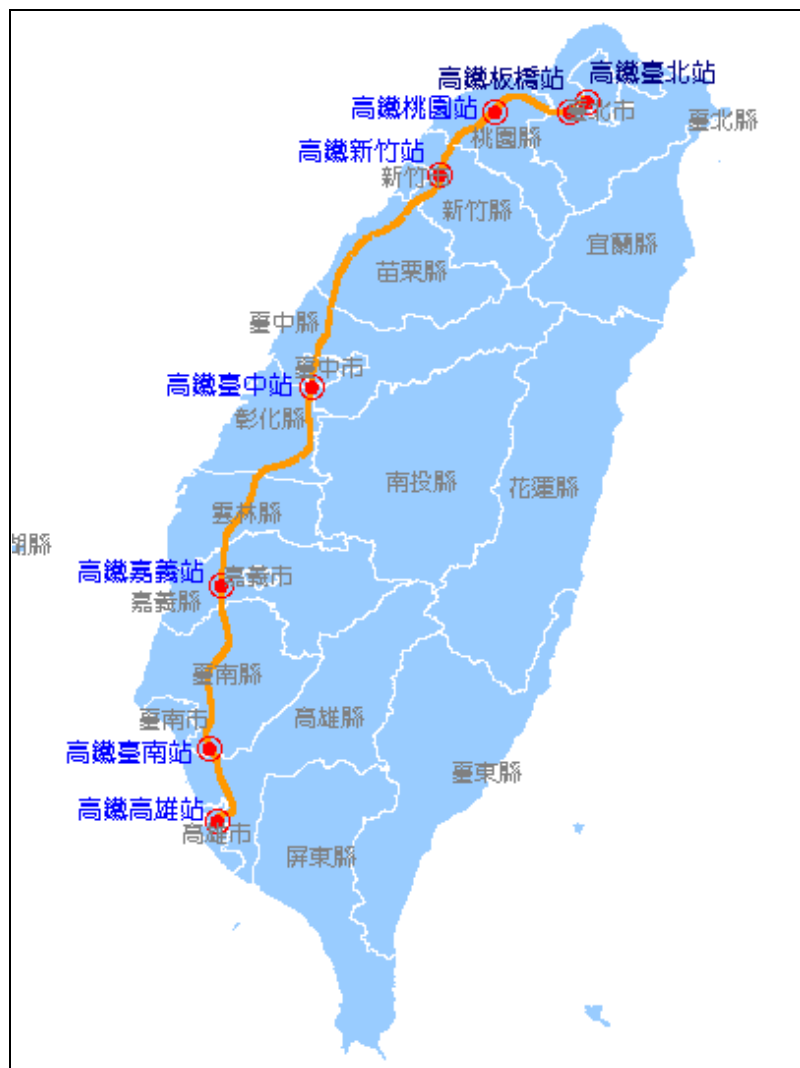 高鐵板橋站
高鐵臺北站
高鐵桃園站
臺北市
臺北縣
桃園縣
高鐵新竹站
新竹
新竹縣
宜蘭縣
苗栗縣
臺中縣
臺中市
高鐵臺中站
彰化縣
南投縣
花蓮縣
雲林縣
湖縣
高鐵嘉義站
嘉義市
嘉義縣
臺南縣
臺南市
高雄縣
高鐵臺南站
臺東縣
高鐵高雄站
高雄市
屏東縣